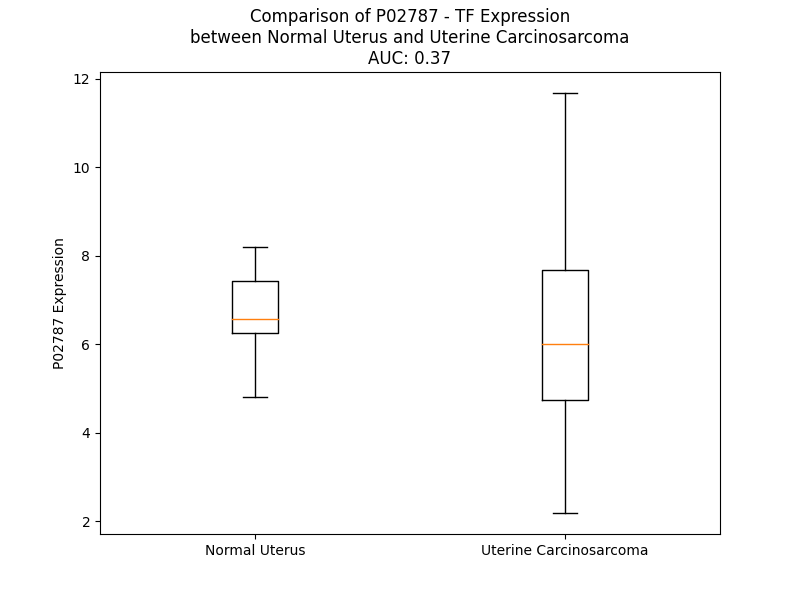 Comparison of P02787 - TF Expression
between Normal Uterus and Uterine Carcinosarcoma
AUC: 0.37
12
10
8
6
4
2
P02787 Expression
Normal Uterus
Uterine Carcinosarcoma